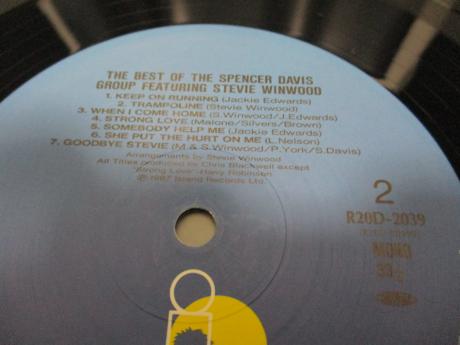 THE BEST OF THE SPENCER DAVIS
GROUP FEATURING STEVIE WINWOOD
1. KEEP ON RUNNING (Jackie Edwards)
2. TRAMPOLINE (Stevie Winwood)
3. WHEN I COME HOME (S.Winwood/J.Edwards)
4. STRONG LOVE (Malone/Silvers/Brown)
5. SOMEBODY HELP ME (Jackie Edwards)
6. SHE PUT THE HURT ON ME (L.Nelson)
7. GOODBYE STEVIE (M & S.Winwood/P.York/S.Davis)
Arrangements by Stevie Winwood
All Titles produced by Chris Blackwell except
'Strong Love' Harry Robinson
℗ 1967 Island Records Ltd.
2
R20D-2039
MONO
33⅓